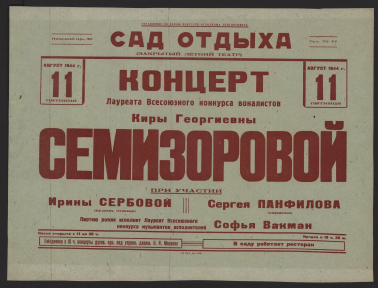 САД ОТДЫХА
(ЗАКРЫТЫЙ ЛЕТНИЙ ТЕАТР)
АВГУСТ 1944 г.
11
ПЯТНИЦА
КОНЦЕРТ
АВГУСТ 1944 г.
11
ПЯТНИЦА
Лауреата Всесоюзного конкурса вокалистов
Киры Георгиевны
СЕМИЗОРОВОЙ
ПРИ УЧАСТИИ
Ирины СЕРБОВОЙ
Сергея ПАНФИЛОВА
Партию рояля исполнит Лауреат Всесоюзного
конкурса музыкантов исполнителей
Софья Вакман
В саду работает ресторан